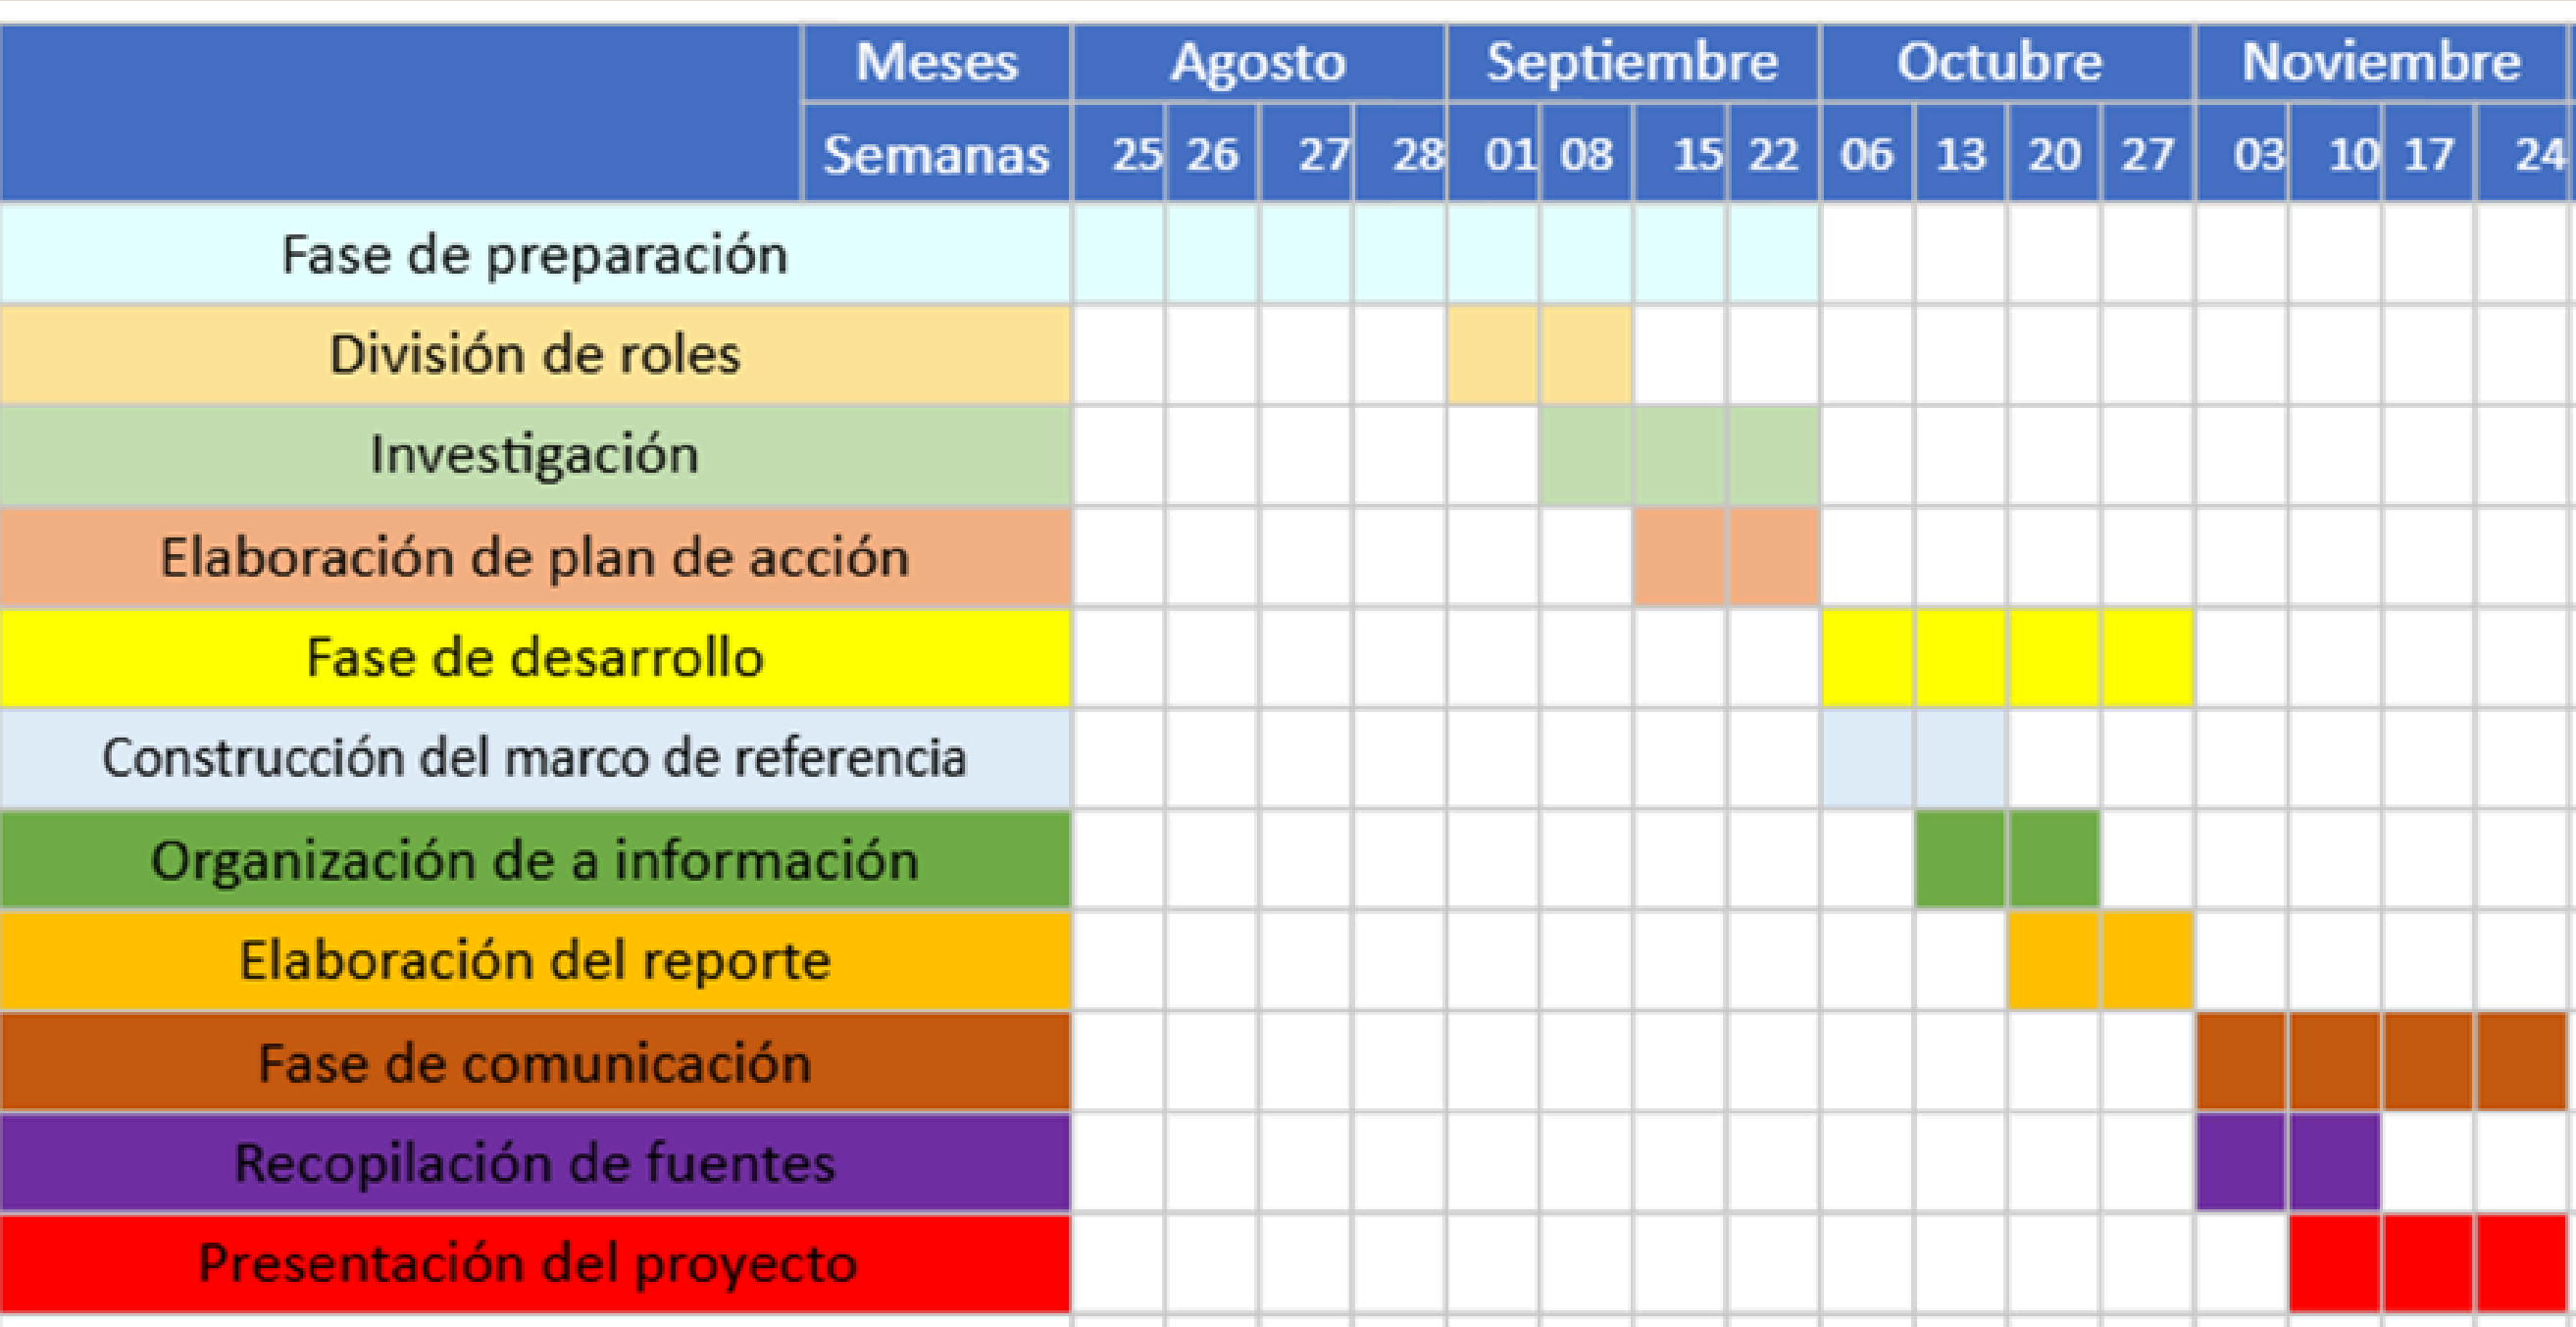 Meses Agosto Septiembre Octubre Noviembre
Semanas 25 26 27 28 01 08 15 22 06 13 20 27 03 10 17 24
Fase de preparación
División de roles
Investigación
Elaboración de plan de acción
Fase de desarrollo
Construcción del marco de referencia
Organización de a información
Elaboración del reporte
Fase de comunicación
Recopilación de fuentes
Presentación del proyecto